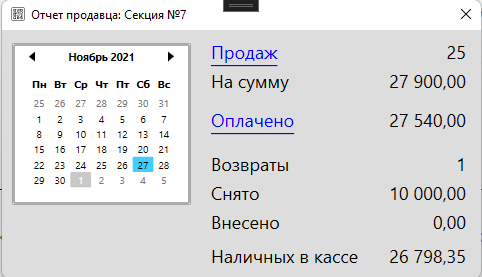 Отчет продавца: Секция №7
Ноябрь 2021
Пн Вт Ср Чт Пт Сб Вс
25 26 27 28 29 30 31
1 2 3 4 5 6 7
8 9 10 11 12 13 14
15 16 17 18 19 20 21
22 23 24 25 26 27 28
29 30 1 2 3 4 5
Продаж 25
На сумму 27 900,00
Оплачено 27 540,00
Возвраты 1
Снято 10 000,00
Внесено 0,00
Наличных в кассе 26 798,35